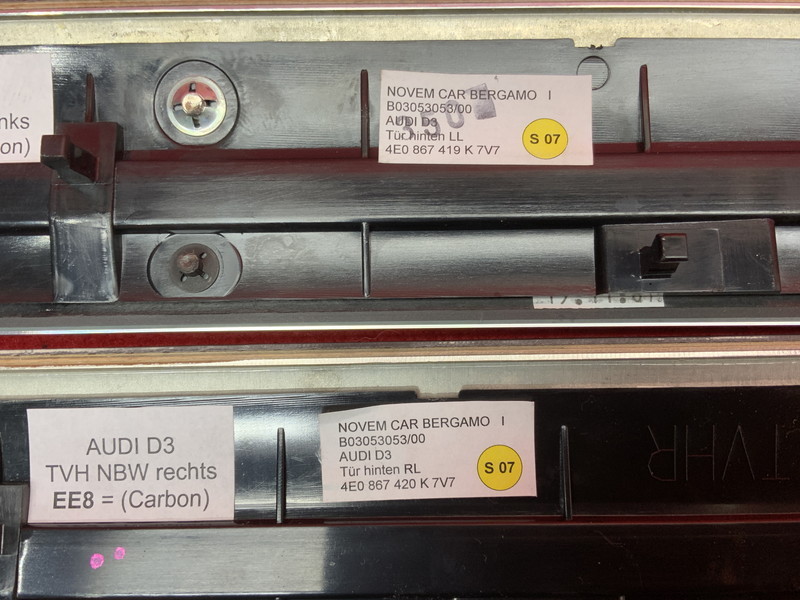 nks
on)
NOVEM CAR BERGAMO I
B03053053/00
AUDI D3
Tür hinten LL
4E0 867 419 K 7V7
S 07
AUDI D3
TVH NBW rechts
EE8 = (Carbon)
NOVEM CAR BERGAMO I
B03053053/00
AUDI D3
Tür hinten RL
4E0 867 420 K 7V7
S 07
TVHR